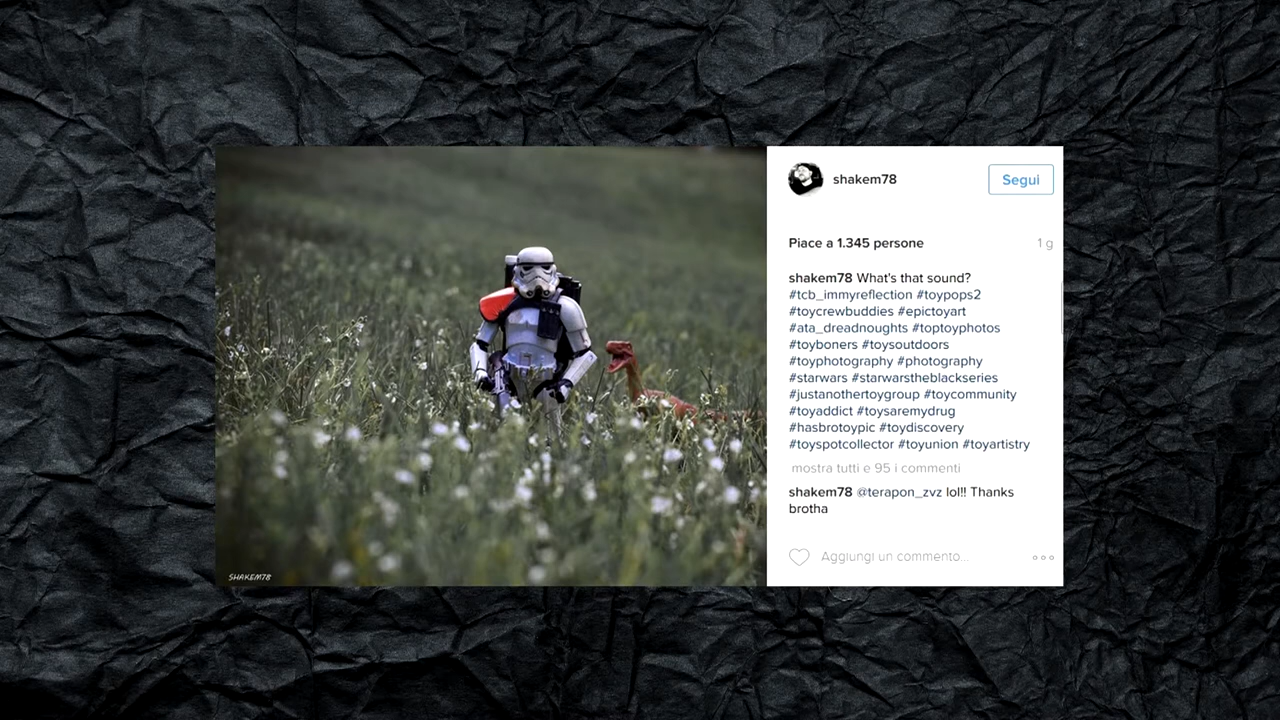 shakem78
Segui
Piace a 1.345 persone
1 g
shakem78 What's that sound?
#tcb_immyreflection #toypops2
#toycrewbuddies #epictoyart
#ata_dreadnoughts #toptoyphotos
#toyboners #toysoutdoors
#toyphotography #photography
#starwars #starwarstheblackseries
#justanothertoygroup #toycommunity
#toyaddict #toysaremydrug
#hasbrotoypic #toydiscovery
#toyspotcollector #toyunion #toyartistry
mostra tutti e 95 i commenti
shakem78 @terapon_zvz lol!! Thanks
brotha
Aggiungi un commento...
SHAKEM78